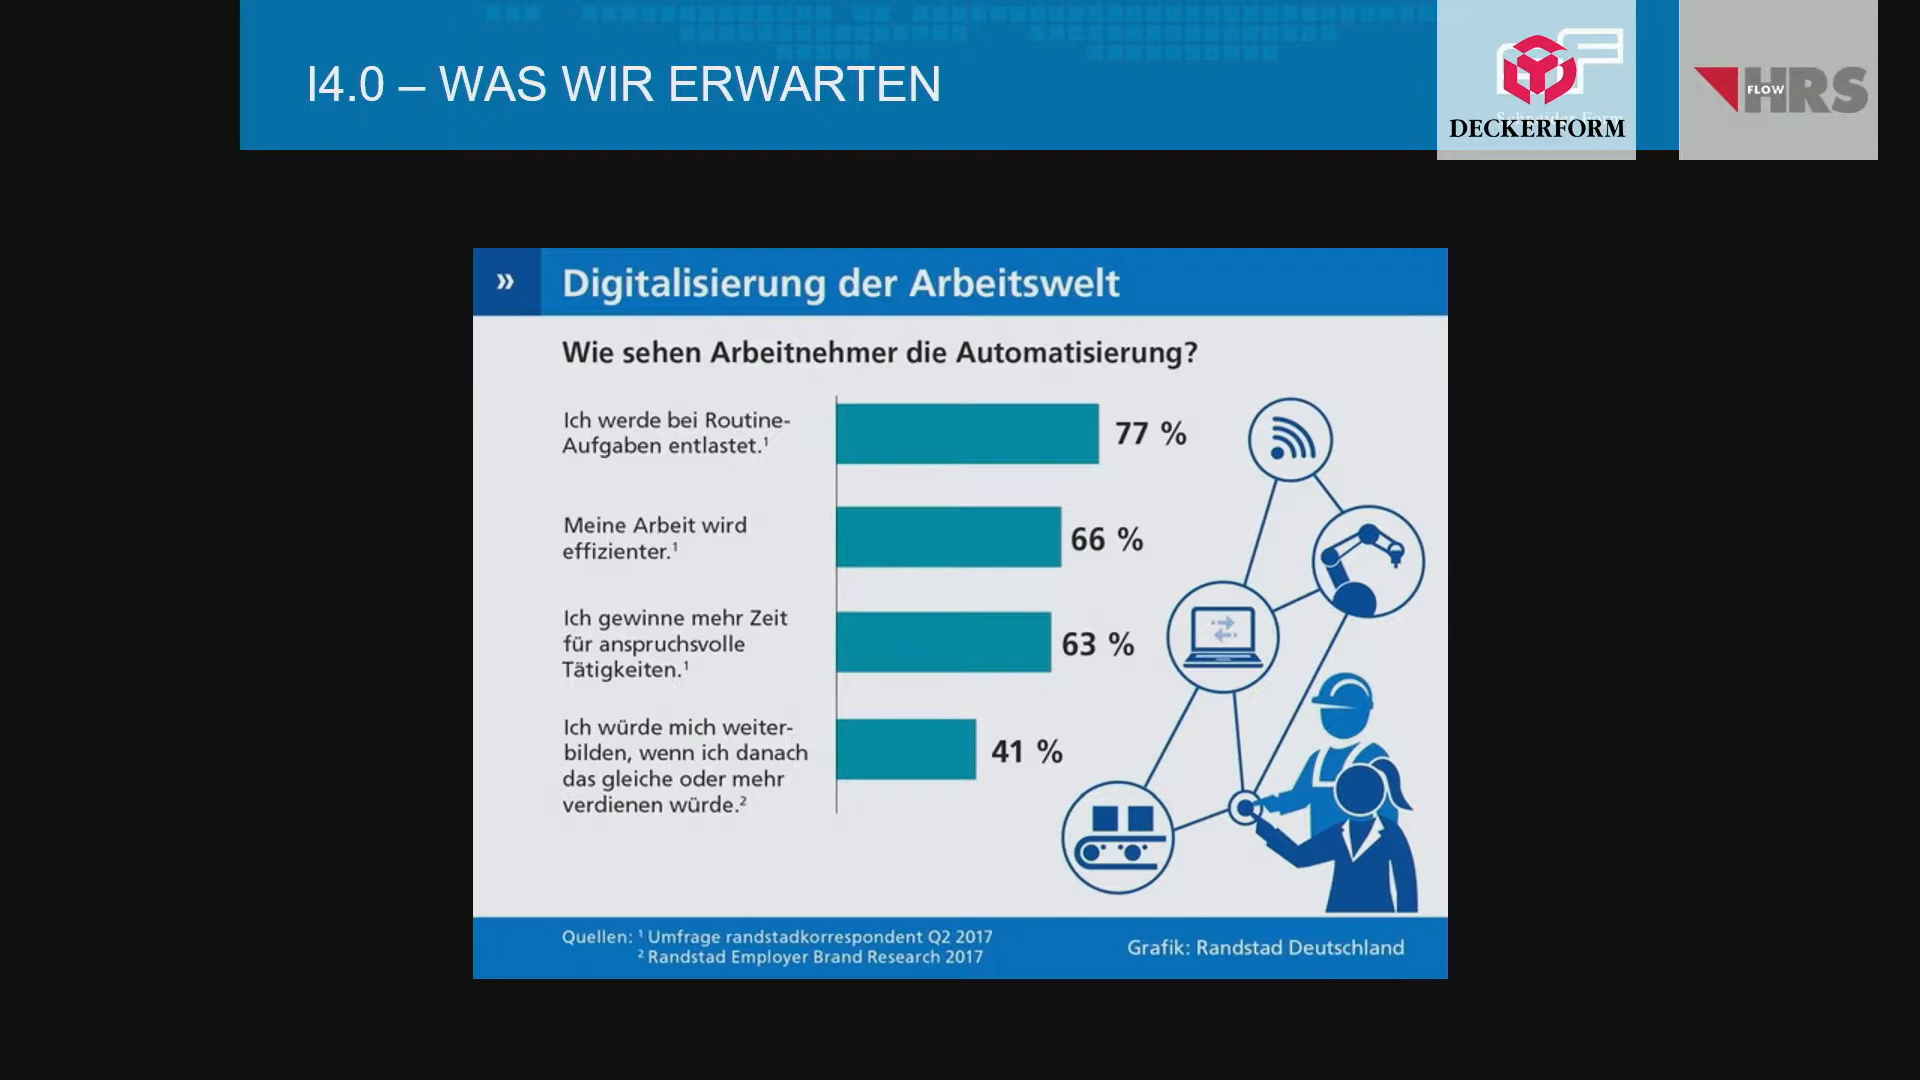 I4.0 – WAS WIR ERWARTEN
DECKERFORM
FLOW
HRS
» Digitalisierung der Arbeitswelt
Wie sehen Arbeitnehmer die Automatisierung?
Ich werde bei Routine-
Aufgaben entlastet.¹
77 %
Meine Arbeit wird
effizienter.¹
66 %
Ich gewinne mehr Zeit
für anspruchsvolle
Tätigkeiten.¹
63 %
Ich würde mich weiter-
bilden, wenn ich danach
das gleiche oder mehr
verdienen würde.²
41 %
Quellen: ¹ Umfrage randstadkorrespondent Q2 2017
² Randstad Employer Brand Research 2017
Grafik: Randstad Deutschland